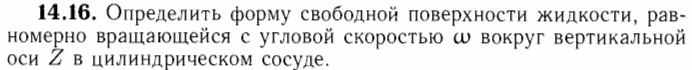 14.16. Определить форму свободной поверхности жидкости, рав-
номерно вращающейся с угловой скоростью ω вокруг вертикальной
оси Z в цилиндрическом сосуде.